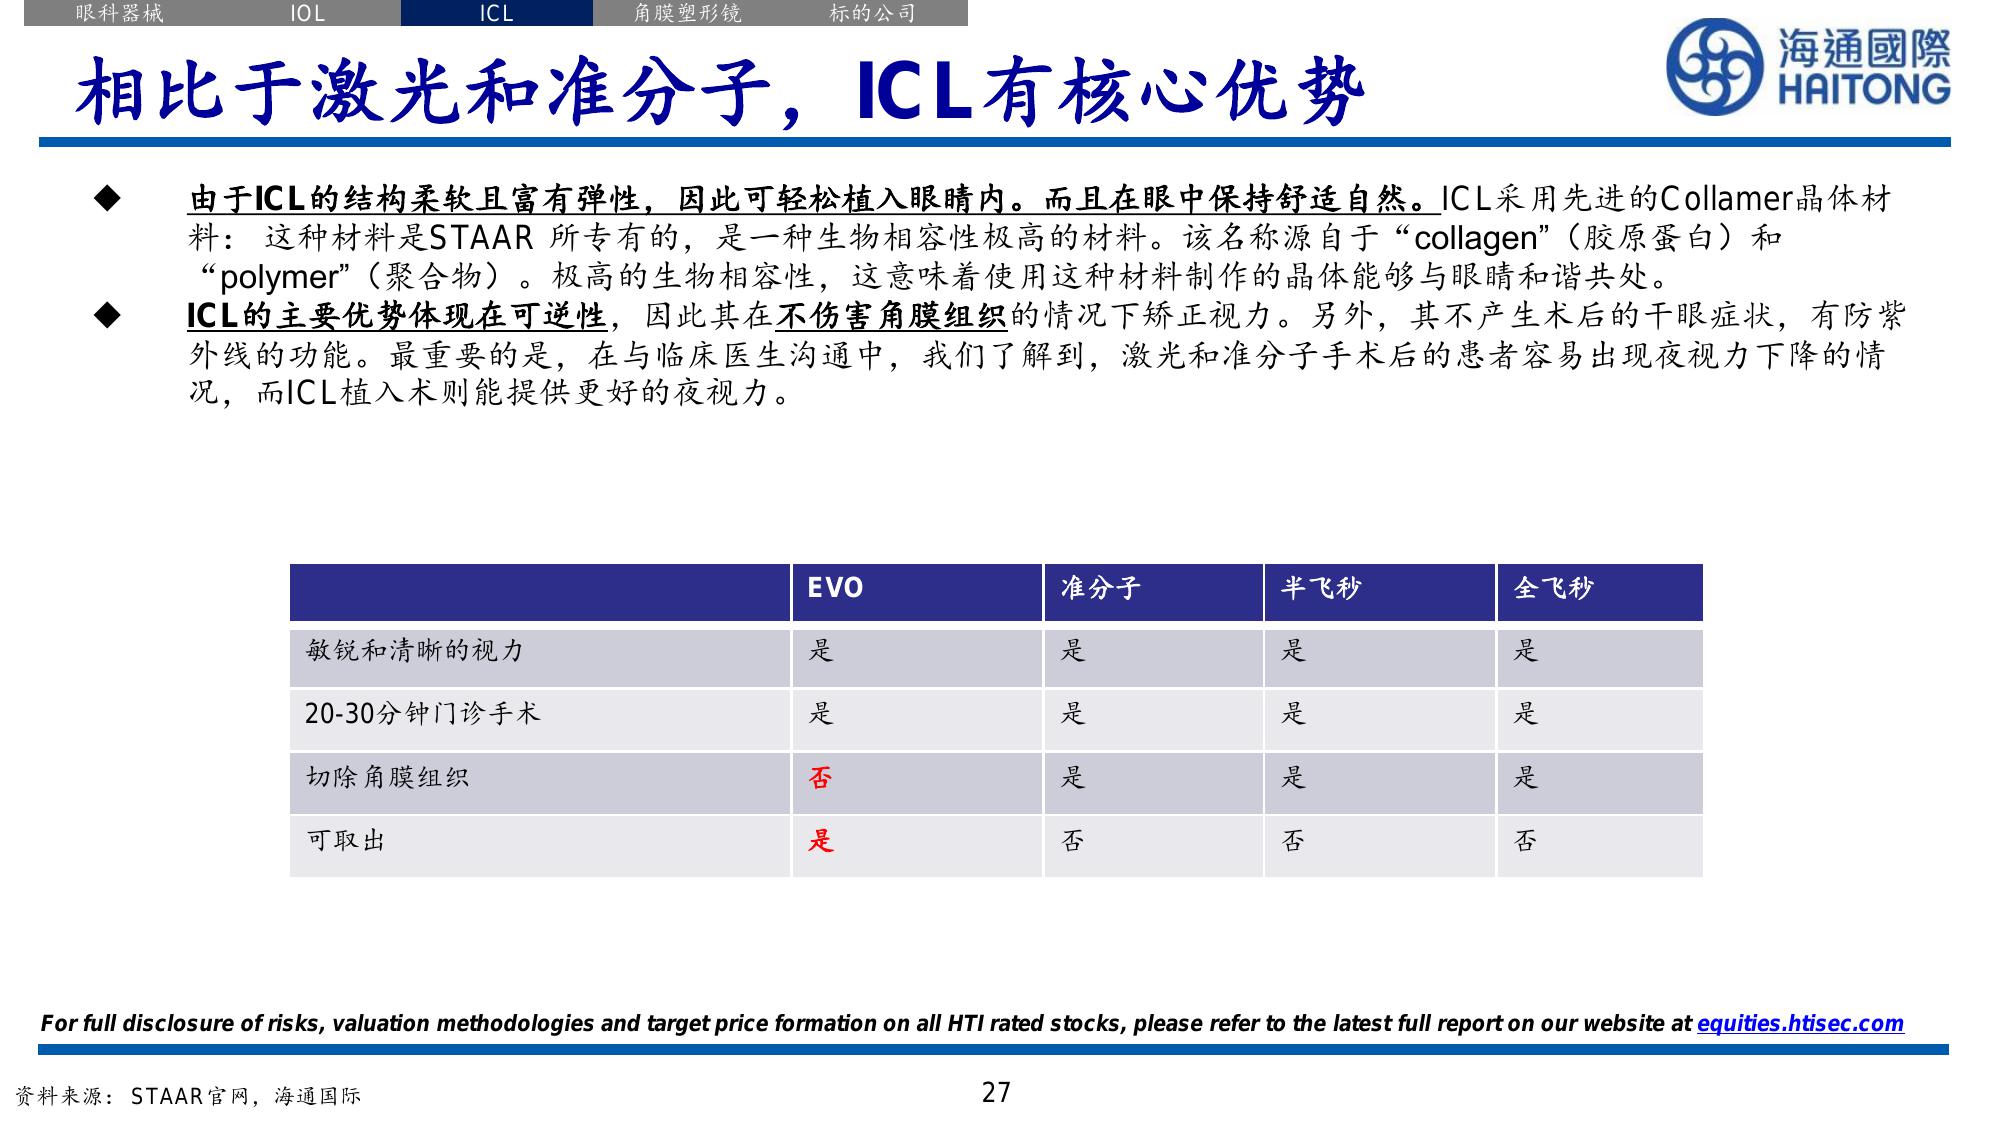 眼科器械 IOL ICL 角膜塑形镜 标的公司
相比于激光和准分子，ICL有核心优势
海通國際
HAITONG
◆ 由于ICL的结构柔软且富有弹性，因此可轻松植入眼睛内。而且在眼中保持舒适自然。ICL采用先进的Collamer晶体材
料： 这种材料是STAAR 所专有的，是一种生物相容性极高的材料。该名称源自于“collagen”（胶原蛋白）和
“polymer”（聚合物）。极高的生物相容性，这意味着使用这种材料制作的晶体能够与眼睛和谐共处。
◆ ICL的主要优势体现在可逆性，因此其在不伤害角膜组织的情况下矫正视力。另外，其不产生术后的干眼症状，有防紫
外线的功能。最重要的是，在与临床医生沟通中，我们了解到，激光和准分子手术后的患者容易出现夜视力下降的情
况，而ICL植入术则能提供更好的夜视力。
EVO 准分子 半飞秒 全飞秒
敏锐和清晰的视力 是 是 是 是
20-30分钟门诊手术 是 是 是 是
切除角膜组织 否 是 是 是
可取出 是 否 否 否
For full disclosure of risks, valuation methodologies and target price formation on all HTI rated stocks, please refer to the latest full report on our website at equities.htisec.com
资料来源： STAAR官网，海通国际
27